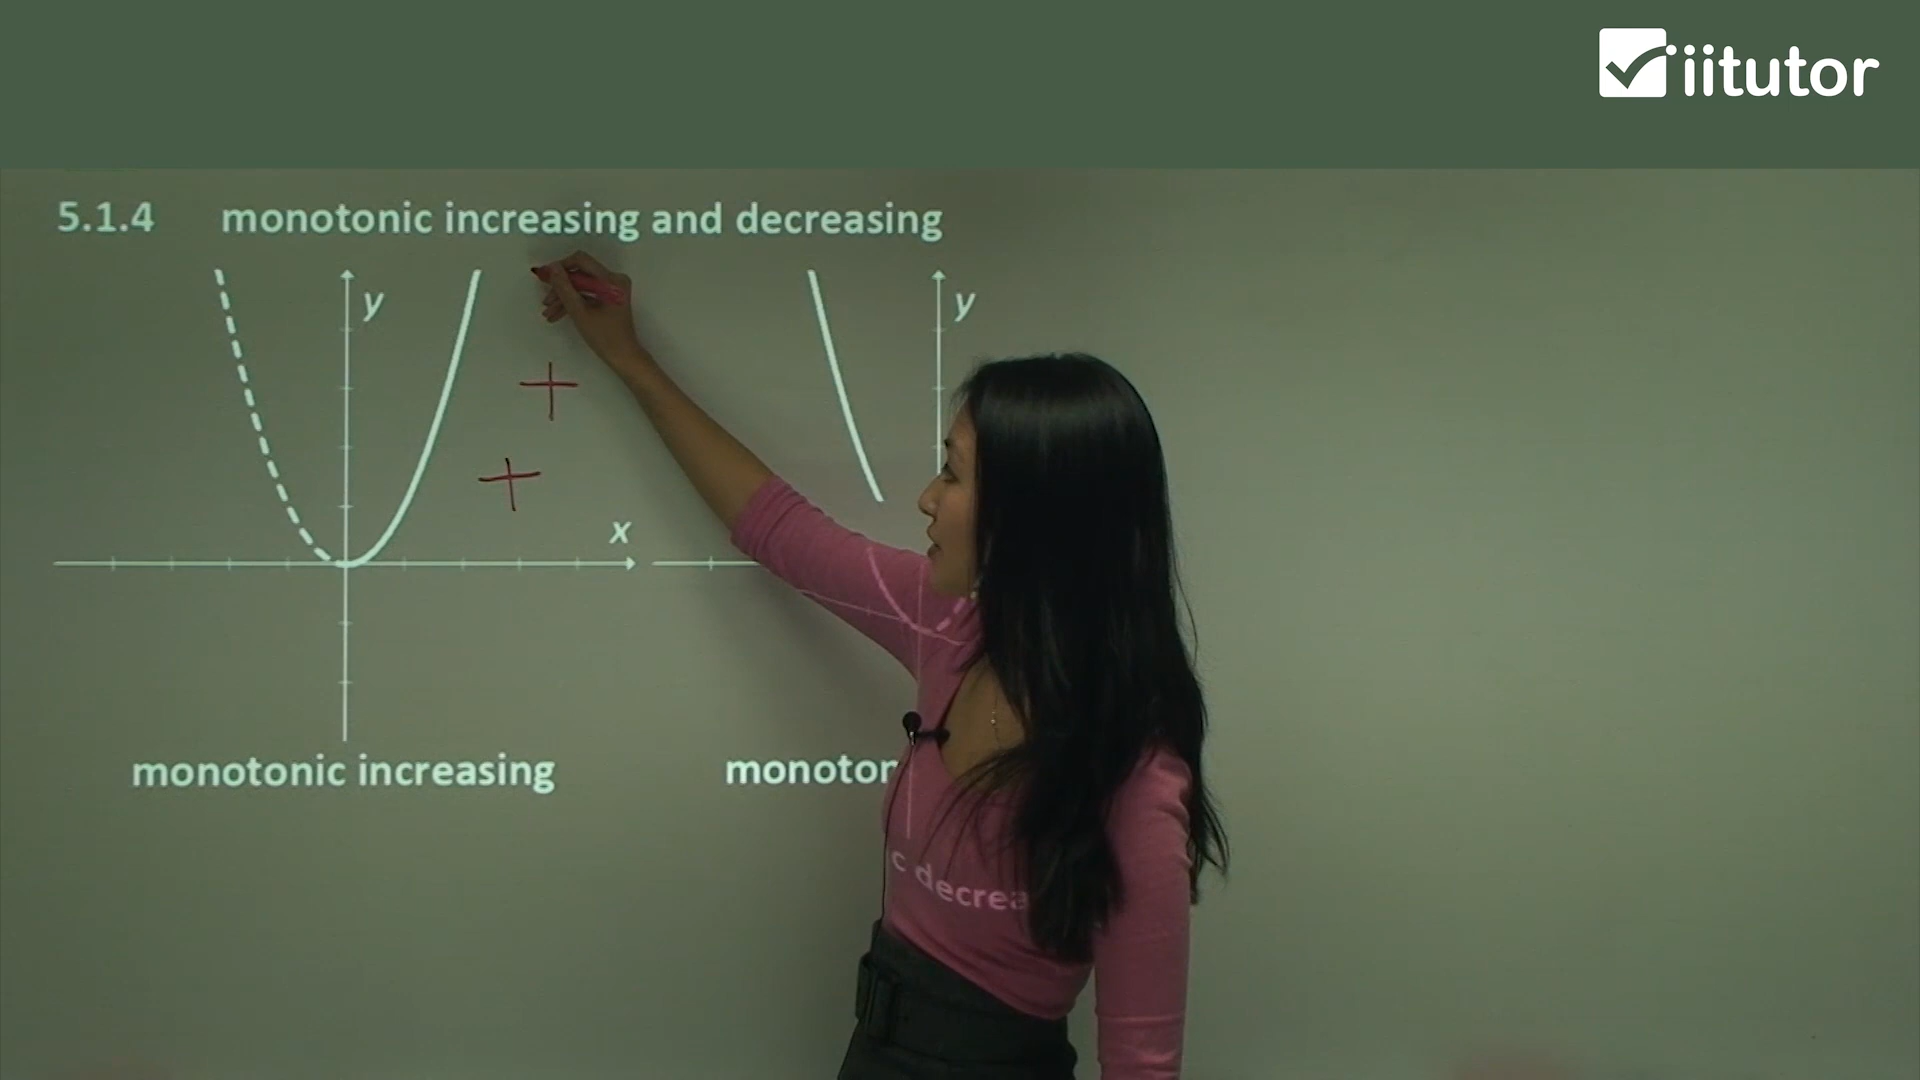 iitutor
5.1.4 monotonic increasing and decreasing
y
y
+
+
x
monotonic increasing
monoton
c decrea